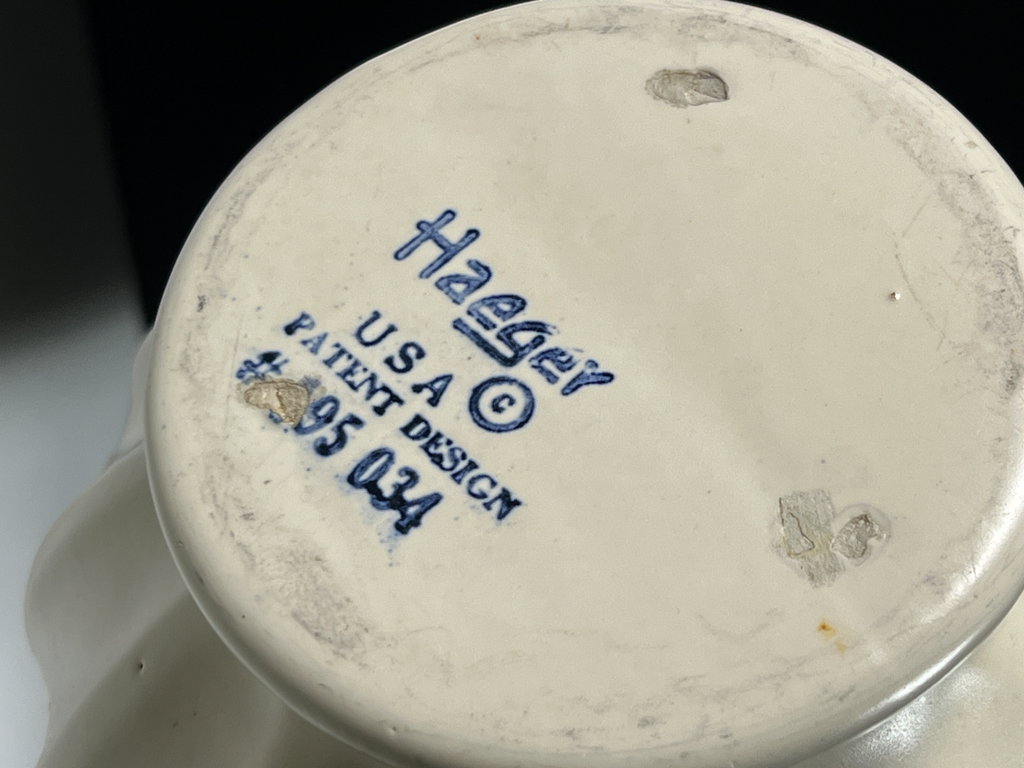 Haeger
USA ©
PATENT DESIGN
95 034